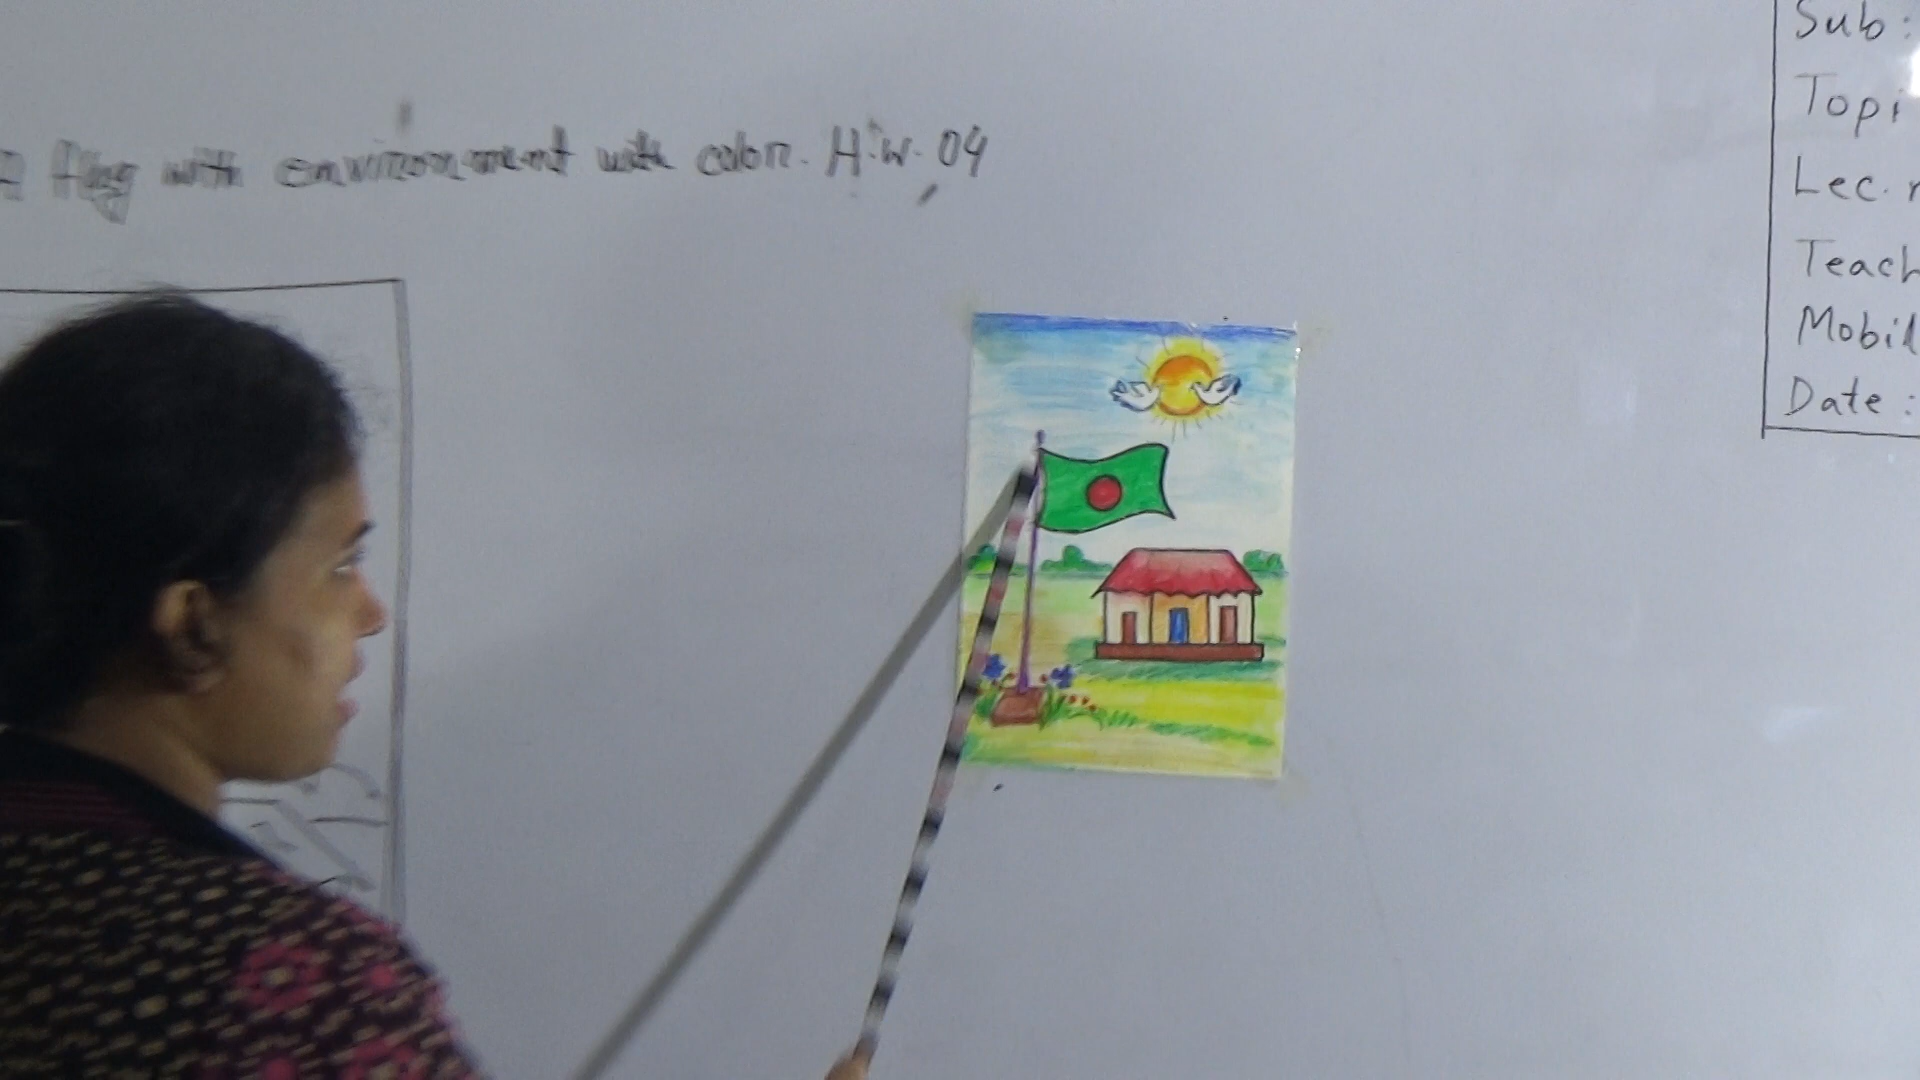 flag with environment with color. H.W. 04
Sub :
Topi
Lec.
Teach
Mobil
Date :